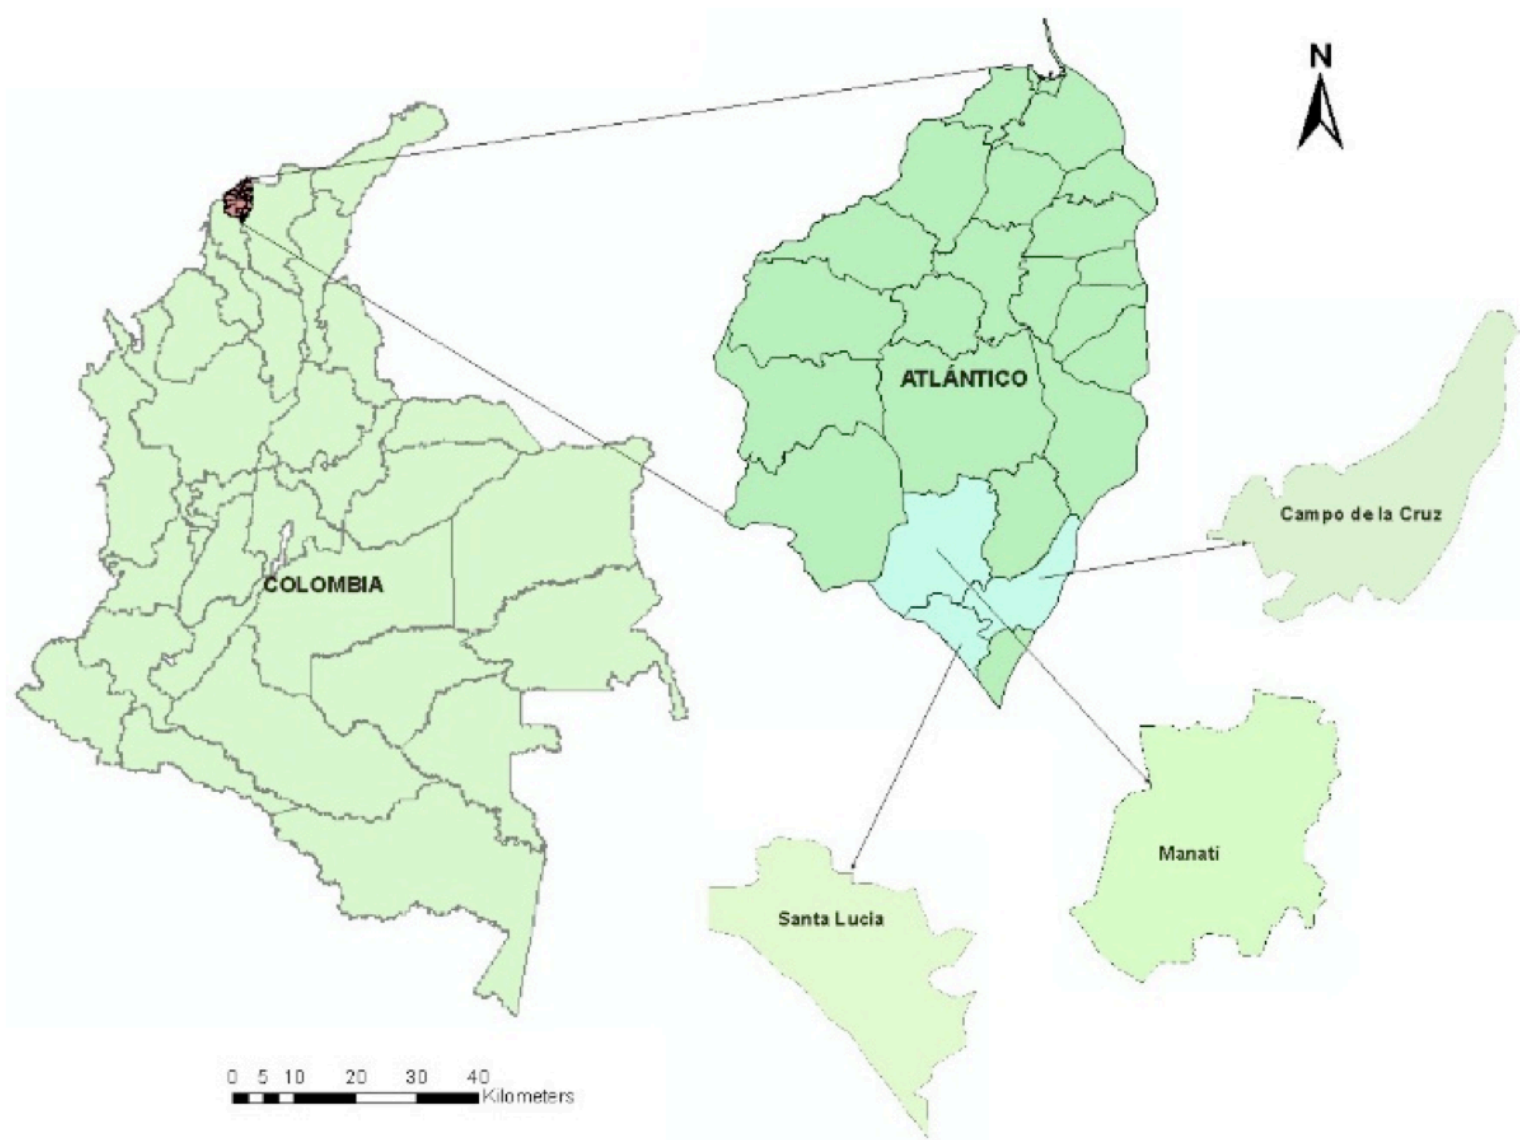 N
ATLÁNTICO
Campo de la Cruz
COLOMBIA
Manatí
Santa Lucia
0 5 10 20 30 40
Kilometers